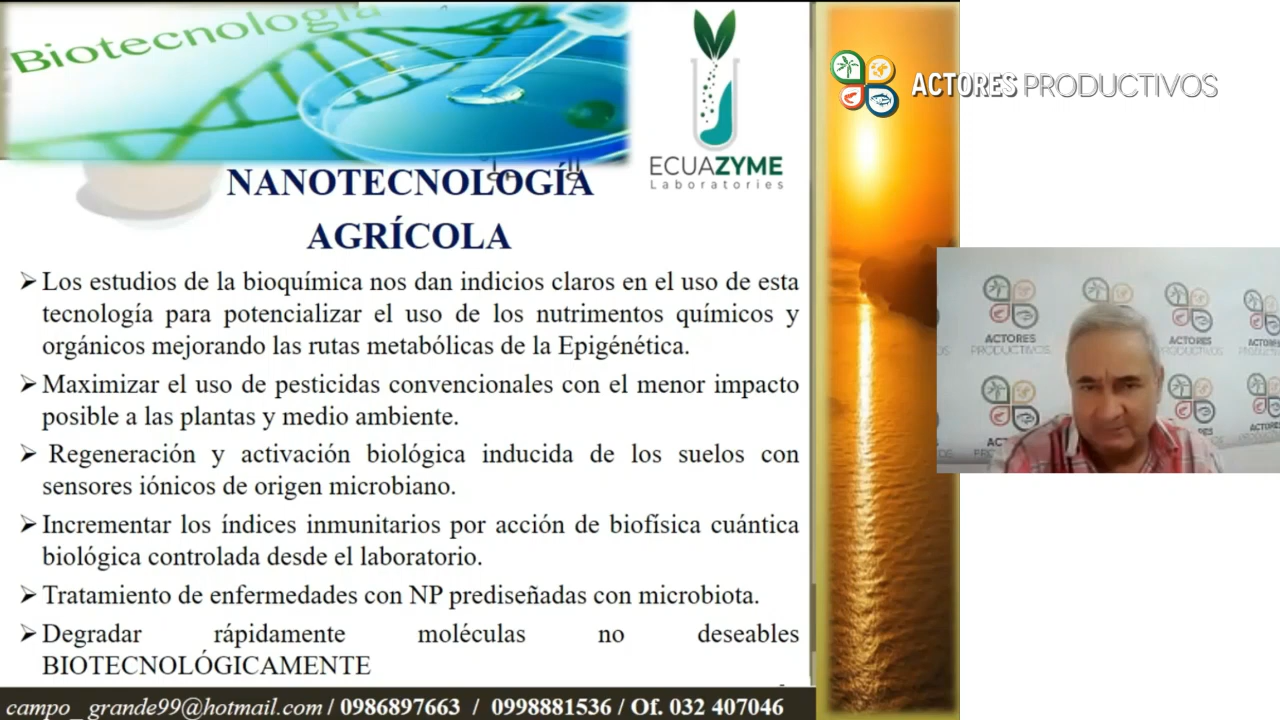 Biotecnología
ECUAZYME
Laboratories
ACTORES PRODUCTIVOS
NANOTECNOLOGÍA
AGRÍCOLA
Los estudios de la bioquímica nos dan indicios claros en el uso de esta
tecnología para potencializar el uso de los nutrimentos químicos y
orgánicos mejorando las rutas metabólicas de la Epigénética.
Maximizar el uso de pesticidas convencionales con el menor impacto
posible a las plantas y medio ambiente.
Regeneración y activación biológica inducida de los suelos con
sensores iónicos de origen microbiano.
Incrementar los índices inmunitarios por acción de biofísica cuántica
biológica controlada desde el laboratorio.
Tratamiento de enfermedades con NP prediseñadas con microbiota.
Degradar rápidamente moléculas no deseables
BIOTECNOLÓGICAMENTE
campo_grande99@hotmail.com / 0986897663 / 0998881536 / Of. 032 407046
ACTORES
PRODUCTIVOS